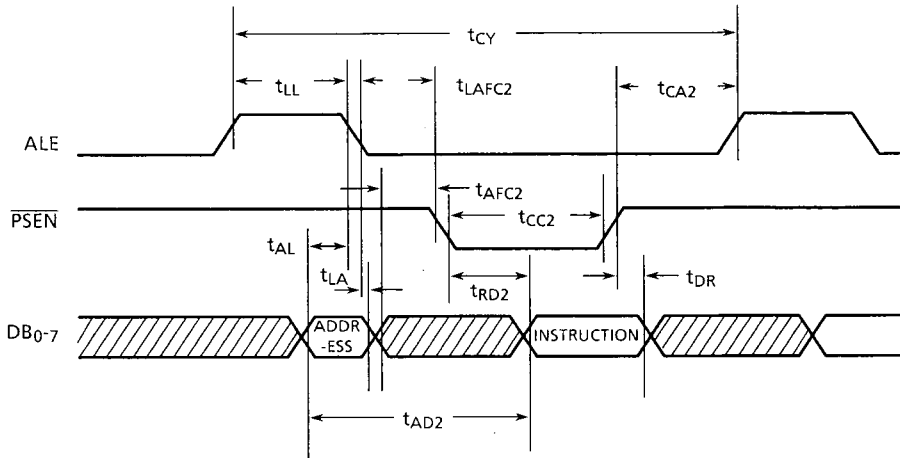 tCY
tLL
tLAFC2
tCA2
ALE
tAFC2
PSEN
tCC2
tAL
tLA
tRD2
tDR
DB0-7
ADDR
-ESS
INSTRUCTION
tAD2